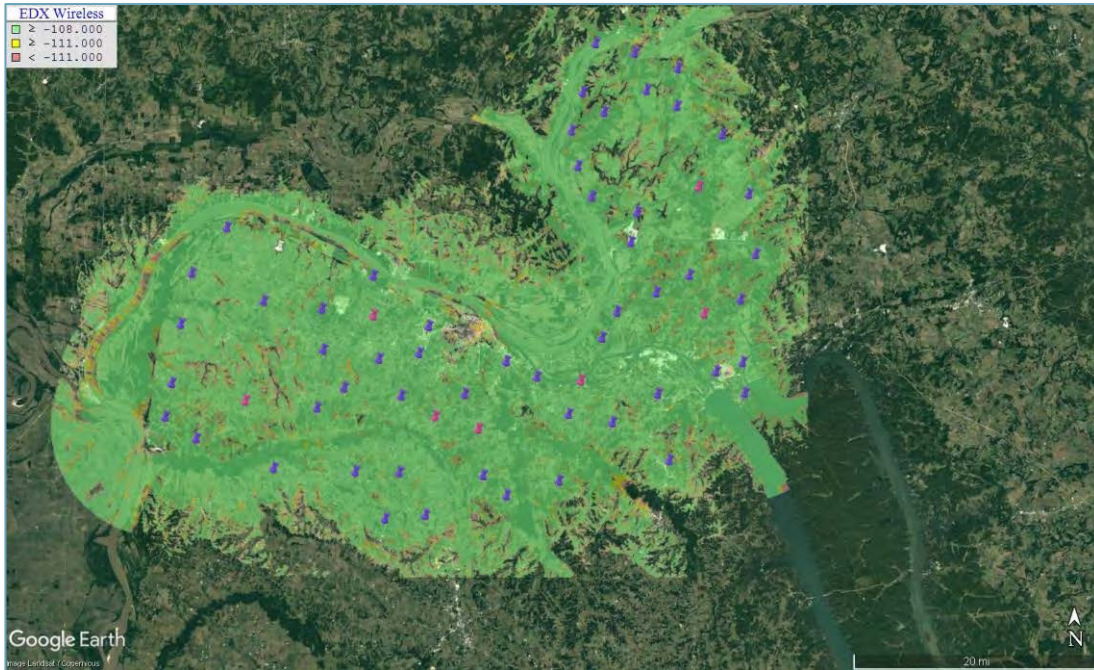 EDX Wireless
≥ -108.000
≥ -111.000
< -111.000
Google Earth
Image Landsat / Copernicus
N
20 mi